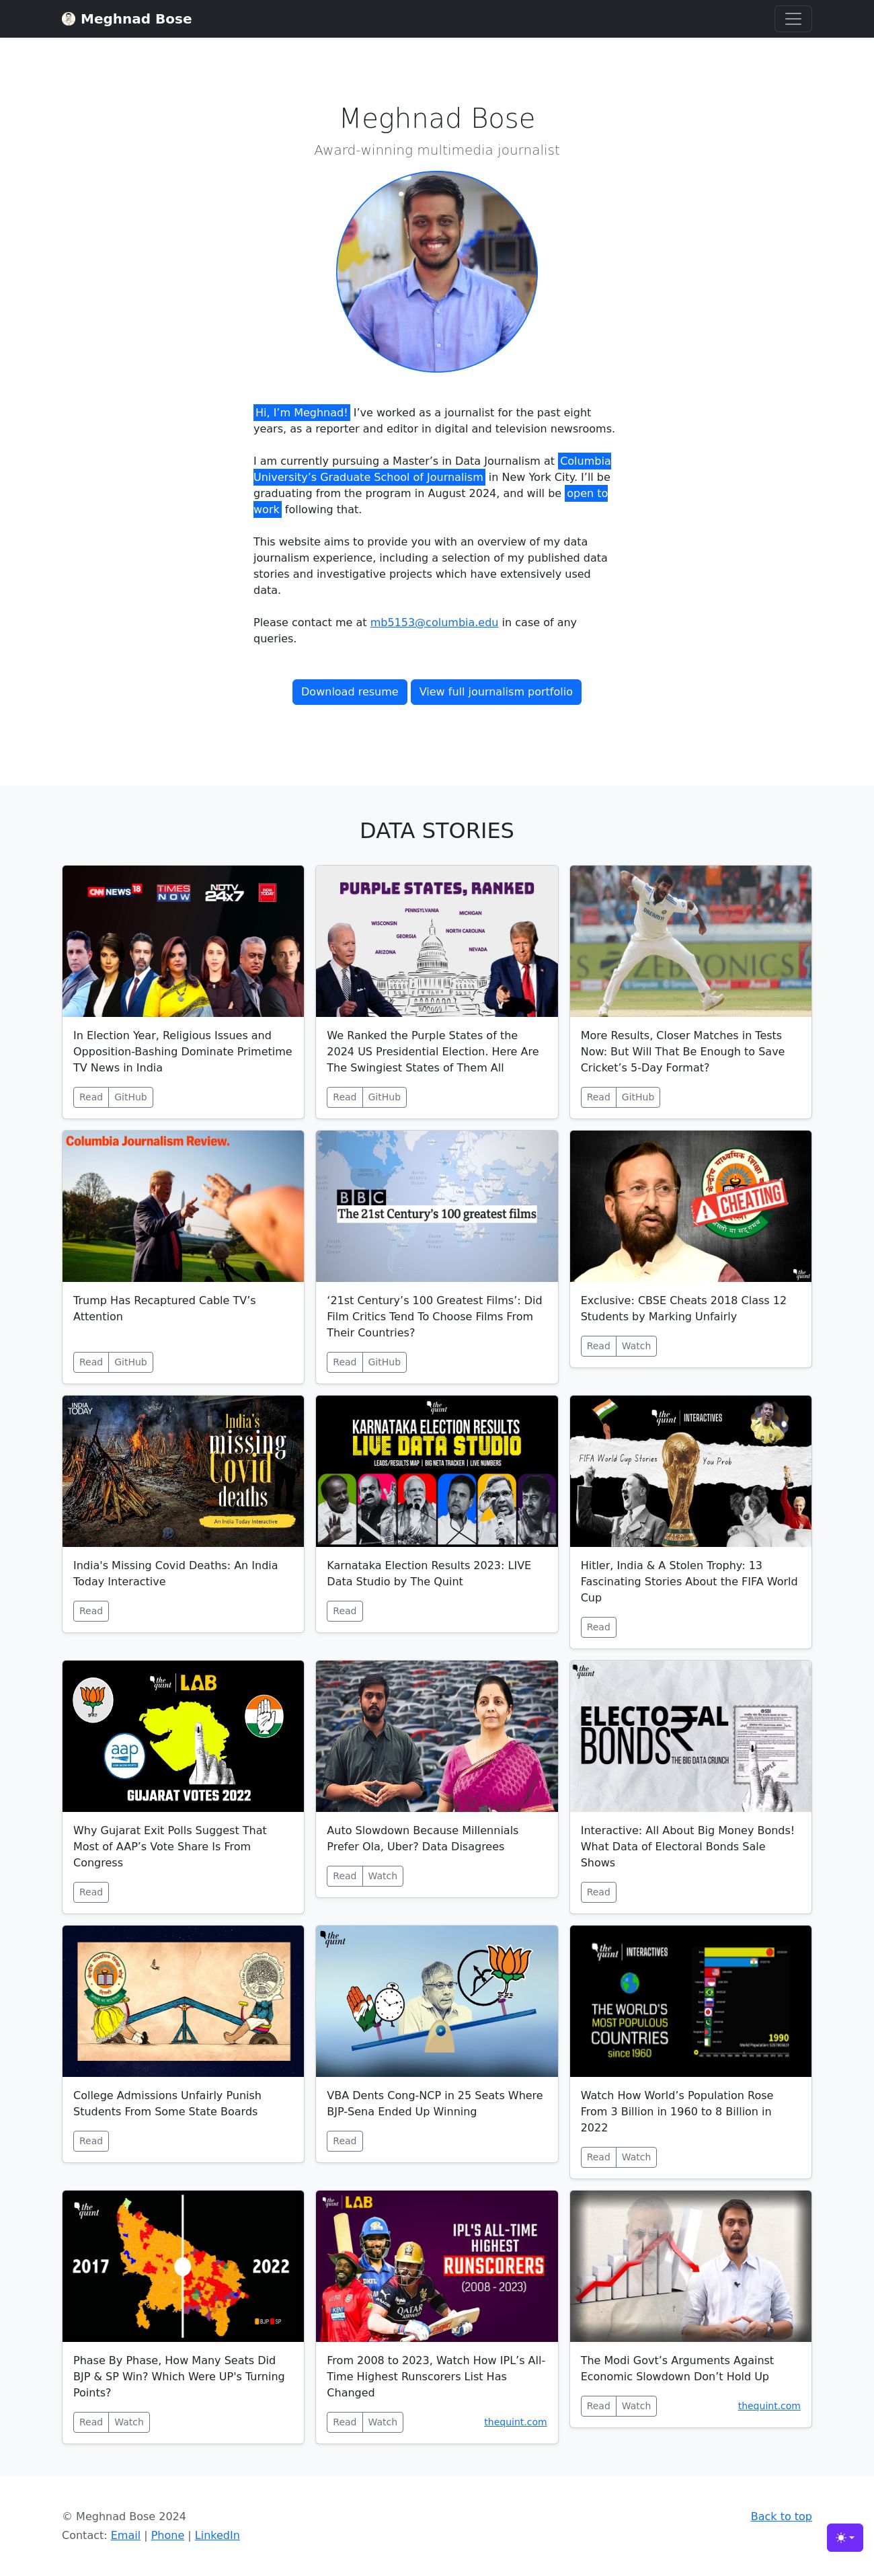 Meghnad Bose
Meghnad Bose
Award-winning multimedia journalist
Hi, I’m Meghnad! I’ve worked as a journalist for the past eight
years, as a reporter and editor in digital and television newsrooms.
I am currently pursuing a Master’s in Data Journalism at Columbia
University’s Graduate School of Journalism in New York City. I’ll be
graduating from the program in August 2024, and will be open to
work following that.
This website aims to provide you with an overview of my data
journalism experience, including a selection of my published data
stories and investigative projects which have extensively used
data.
Please contact me at mb5153@columbia.edu in case of any
queries.
Download resume View full journalism portfolio
DATA STORIES
CNN NEWS 18 TIMES NOW NDTV 24x7 INDIA TODAY
In Election Year, Religious Issues and
Opposition-Bashing Dominate Primetime
TV News in India
Read GitHub
PURPLE STATES, RANKED
PENNSYLVANIA
WISCONSIN
MICHIGAN
GEORGIA
NORTH CAROLINA
ARIZONA
NEVADA
We Ranked the Purple States of the
2024 US Presidential Election. Here Are
The Swingiest States of Them All
Read GitHub
ZEBRONICS
More Results, Closer Matches in Tests
Now: But Will That Be Enough to Save
Cricket’s 5-Day Format?
Read GitHub
Columbia Journalism Review.
Trump Has Recaptured Cable TV’s
Attention
Read GitHub
BBC
The 21st Century’s 100 greatest films
‘21st Century’s 100 Greatest Films’: Did
Film Critics Tend To Choose Films From
Their Countries?
Read GitHub
CHEATING
the quint
Exclusive: CBSE Cheats 2018 Class 12
Students by Marking Unfairly
Read Watch
INDIA TODAY
India's
missing
Covid
deaths
An India Today Interactive
India's Missing Covid Deaths: An India
Today Interactive
Read
the quint
KARNATAKA ELECTION RESULTS
LIVE DATA STUDIO
LEADS/RESULTS MAP | BIG NETA TRACKER | LIVE NUMBERS
Karnataka Election Results 2023: LIVE
Data Studio by The Quint
Read
the quint INTERACTIVES
FIFA World Cup Stories You Prob
Hitler, India & A Stolen Trophy: 13
Fascinating Stories About the FIFA World
Cup
Read
the quint LAB
aap
GUJARAT VOTES 2022
Why Gujarat Exit Polls Suggest That
Most of AAP’s Vote Share Is From
Congress
Read
Auto Slowdown Because Millennials
Prefer Ola, Uber? Data Disagrees
Read Watch
the quint
ELECTO₹AL
BONDS THE BIG DATA CRUNCH
Interactive: All About Big Money Bonds!
What Data of Electoral Bonds Sale
Shows
Read
College Admissions Unfairly Punish
Students From Some State Boards
Read
the quint
VBA Dents Cong-NCP in 25 Seats Where
BJP-Sena Ended Up Winning
Read
the quint INTERACTIVES
THE WORLD'S
MOST POPULOUS
COUNTRIES
since 1960
1990
Watch How World’s Population Rose
From 3 Billion in 1960 to 8 Billion in
2022
Read Watch
the quint
2017 2022
BJP SP
Phase By Phase, How Many Seats Did
BJP & SP Win? Which Were UP's Turning
Points?
Read Watch
the quint LAB
IPL'S ALL-TIME
HIGHEST
RUNSCORERS
(2008 - 2023)
From 2008 to 2023, Watch How IPL’s All-
Time Highest Runscorers List Has
Changed
Read Watch thequint.com
The Modi Govt’s Arguments Against
Economic Slowdown Don’t Hold Up
Read Watch thequint.com
© Meghnad Bose 2024
Back to top
Contact: Email | Phone | LinkedIn